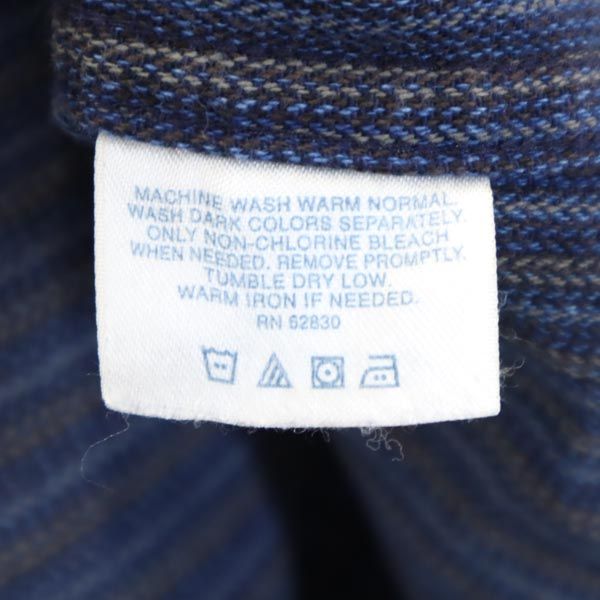 MACHINE WASH WARM NORMAL.
WASH DARK COLORS SEPARATELY.
ONLY NON-CHLORINE BLEACH
WHEN NEEDED. REMOVE PROMPTLY.
TUMBLE DRY LOW.
WARM IRON IF NEEDED.
RN 62830